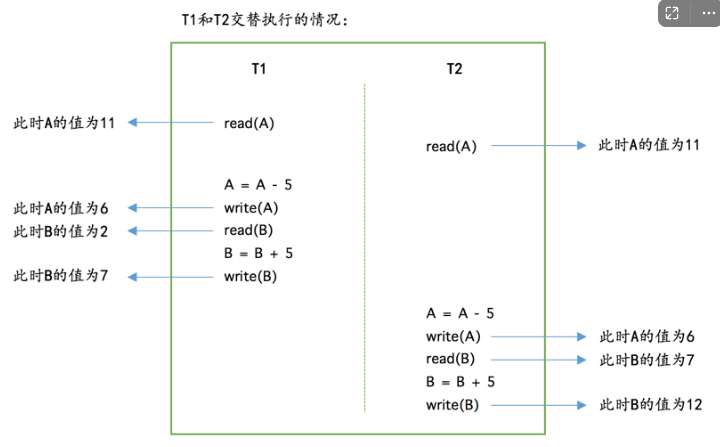 T1和T2交替执行的情况：
T1
T2
此时A的值为11
read(A)
read(A)
此时A的值为11
A = A - 5
此时A的值为6
write(A)
此时B的值为2
read(B)
B = B + 5
此时B的值为7
write(B)
A = A - 5
write(A)
此时A的值为6
read(B)
此时B的值为7
B = B + 5
write(B)
此时B的值为12